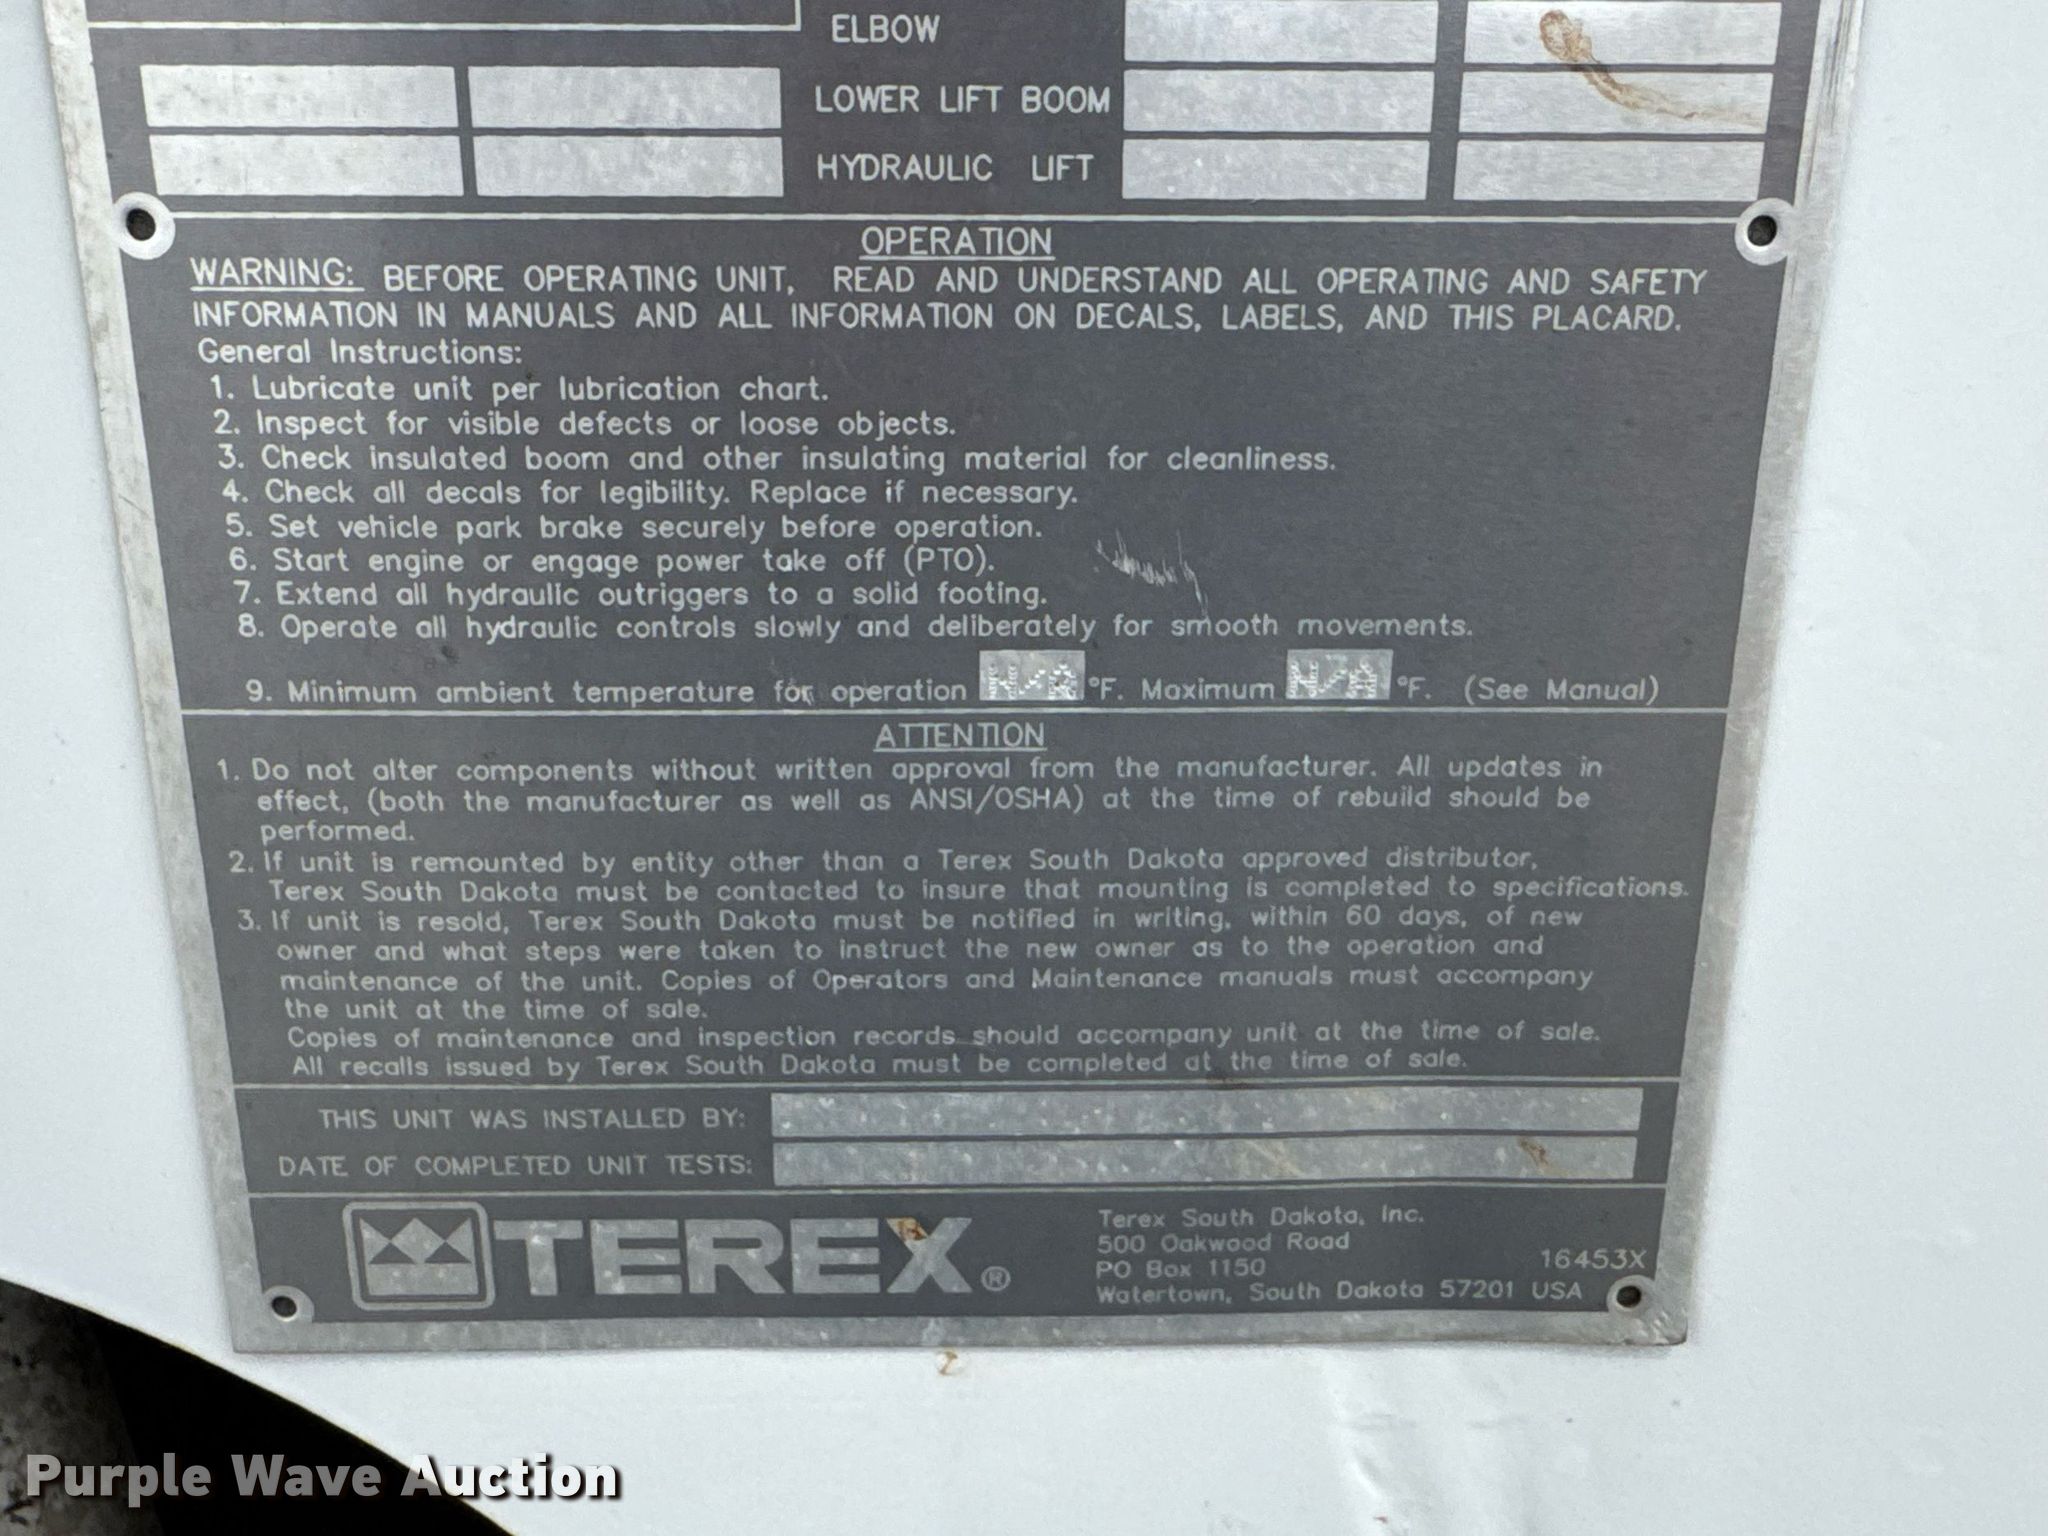 ELBOW
LOWER LIFT BOOM
HYDRAULIC LIFT
OPERATION
WARNING: BEFORE OPERATING UNIT, READ AND UNDERSTAND ALL OPERATING AND SAFETY
INFORMATION IN MANUALS AND ALL INFORMATION ON DECALS, LABELS, AND THIS PLACARD.
General Instructions:
1. Lubricate unit per lubrication chart.
2. Inspect for visible defects or loose objects.
3. Check insulated boom and other insulating material for cleanliness.
4. Check all decals for legibility. Replace if necessary.
5. Set vehicle park brake securely before operation.
6. Start engine or engage power take off (PTO).
7. Extend all hydraulic outriggers to a solid footing.
8. Operate all hydraulic controls slowly and deliberately for smooth movements.
9. Minimum ambient temperature for operation °F. Maximum °F. (See Manual)
ATTENTION
1. Do not alter components without written approval from the manufacturer. All updates in
effect, (both the manufacturer as well as ANSI/OSHA) at the time of rebuild should be
performed.
2. If unit is remounted by entity other than a Terex South Dakota approved distributor,
Terex South Dakota must be contacted to insure that mounting is completed to specifications.
3. If unit is resold, Terex South Dakota must be notified in writing, within 60 days, of new
owner and what steps were taken to instruct the new owner as to the operation and
maintenance of the unit. Copies of Operators and Maintenance manuals must accompany
the unit at the time of sale.
Copies of maintenance and inspection records should accompany unit at the time of sale.
All recalls issued by Terex South Dakota must be completed at the time of sale.
THIS UNIT WAS INSTALLED BY:
DATE OF COMPLETED UNIT TESTS:
TEREX®
Terex South Dakota, Inc.
500 Oakwood Road
PO Box 1150
Watertown, South Dakota 57201 USA
16453X
Purple Wave Auction